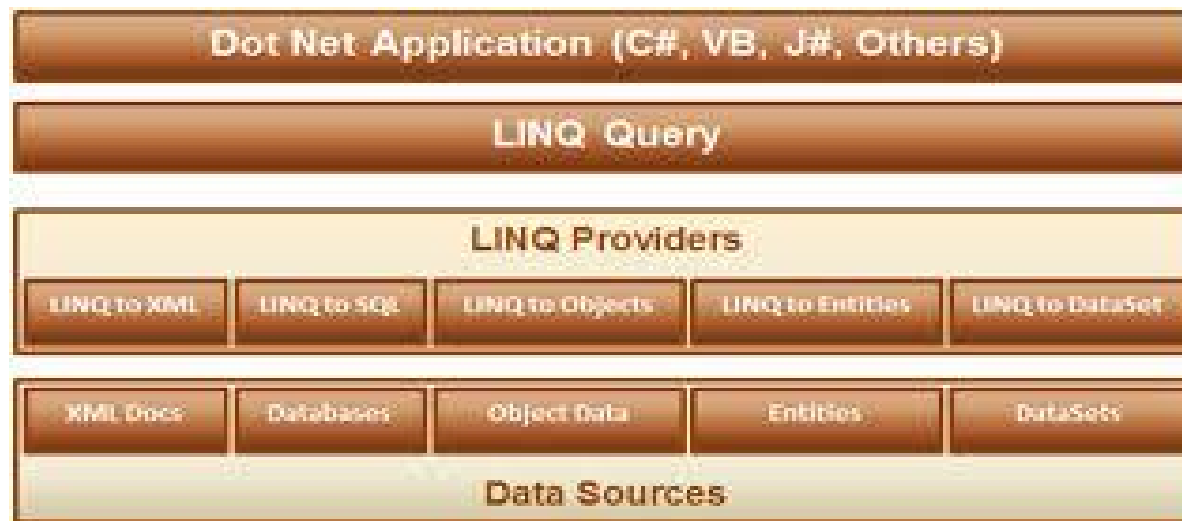 Dot Net Application (C#, VB, J#, Others)
LINQ Query
LINQ Providers
LINQ to XML LINQ to SQL LINQ to Objects LINQ to Entities LINQ to DataSet
XML Docs Databases Object Data Entities DataSets
Data Sources